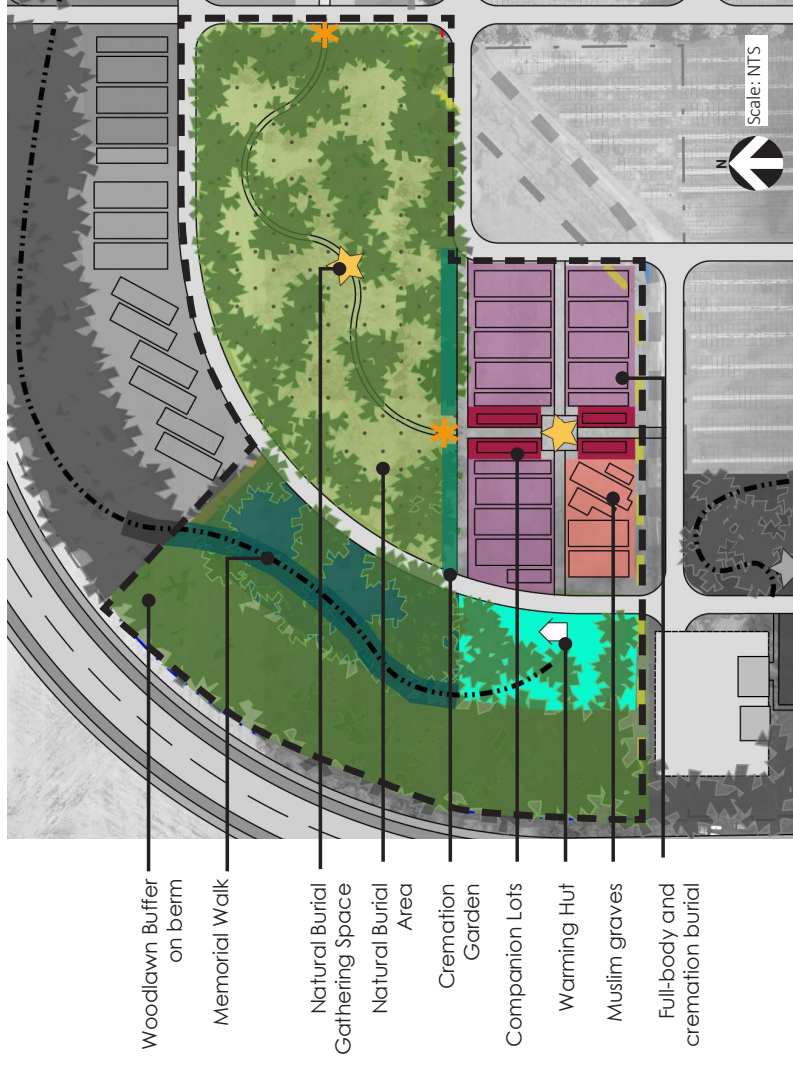 Woodlawn Buffer
on berm
Memorial Walk
Natural Burial
Gathering Space
Natural Burial
Area
Cremation
Garden
Companion Lots
Warming Hut
Muslim graves
Full-body and
cremation burial
N
Scale: NTS